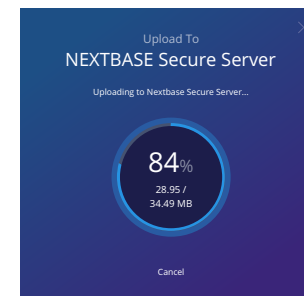 Upload To
NEXTBASE Secure Server
Uploading to Nextbase Secure Server...
84%
28.95 /
34.49 MB
Cancel